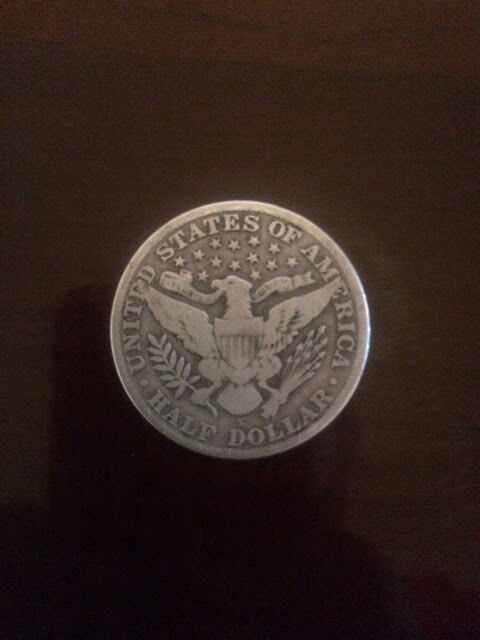 UNITED STATES OF AMERICA
· HALF DOLLAR ·